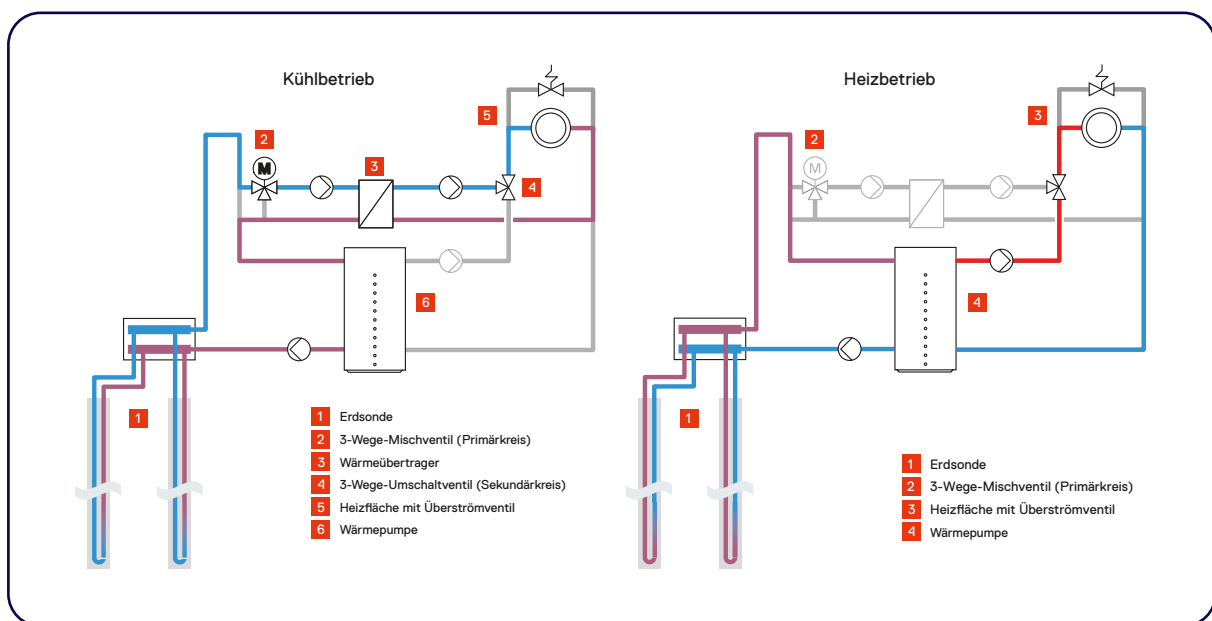 Kühlbetrieb
5
2
M
3
4
6
1
1 Erdsonde
2 3-Wege-Mischventil (Primärkreis)
3 Wärmeübertrager
4 3-Wege-Umschaltventil (Sekundärkreis)
5 Heizfläche mit Überströmventil
6 Wärmepumpe
Heizbetrieb
3
2
M
4
1
1 Erdsonde
2 3-Wege-Mischventil (Primärkreis)
3 Heizfläche mit Überströmventil
4 Wärmepumpe